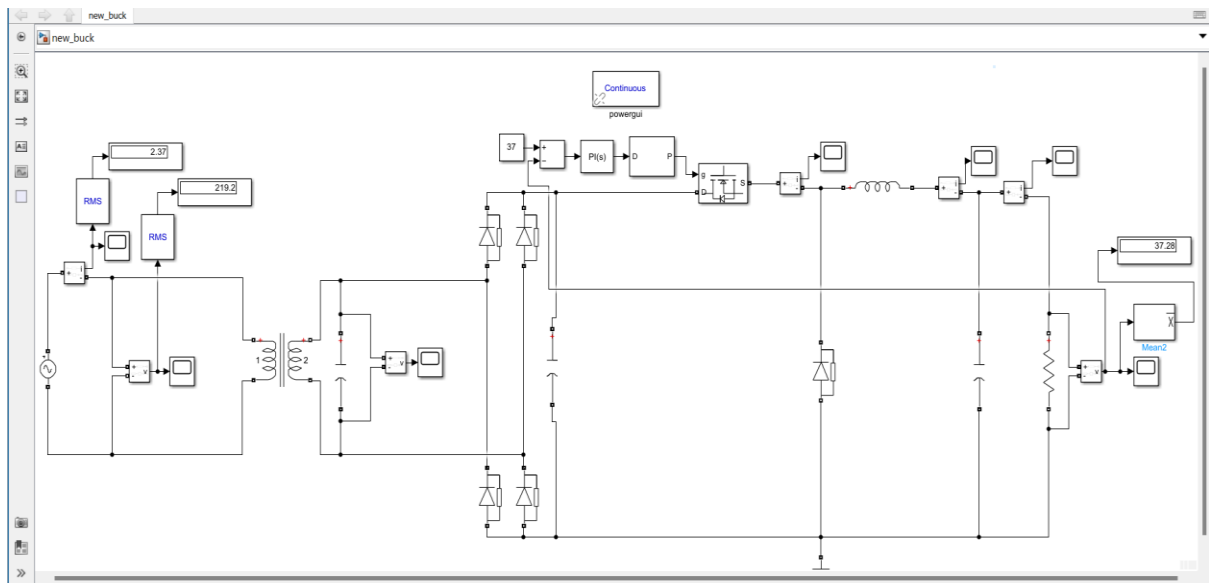 new_buck
new_buck
Continuous
powergui
2.37
219.2
RMS
RMS
37
+
−
PI(s)
D
P
g
D
S
+
-
i
+
-
i
+
-
i
37.28
+
-
i
1
2
+
-
v
+
-
v
+
-
v
Mean2